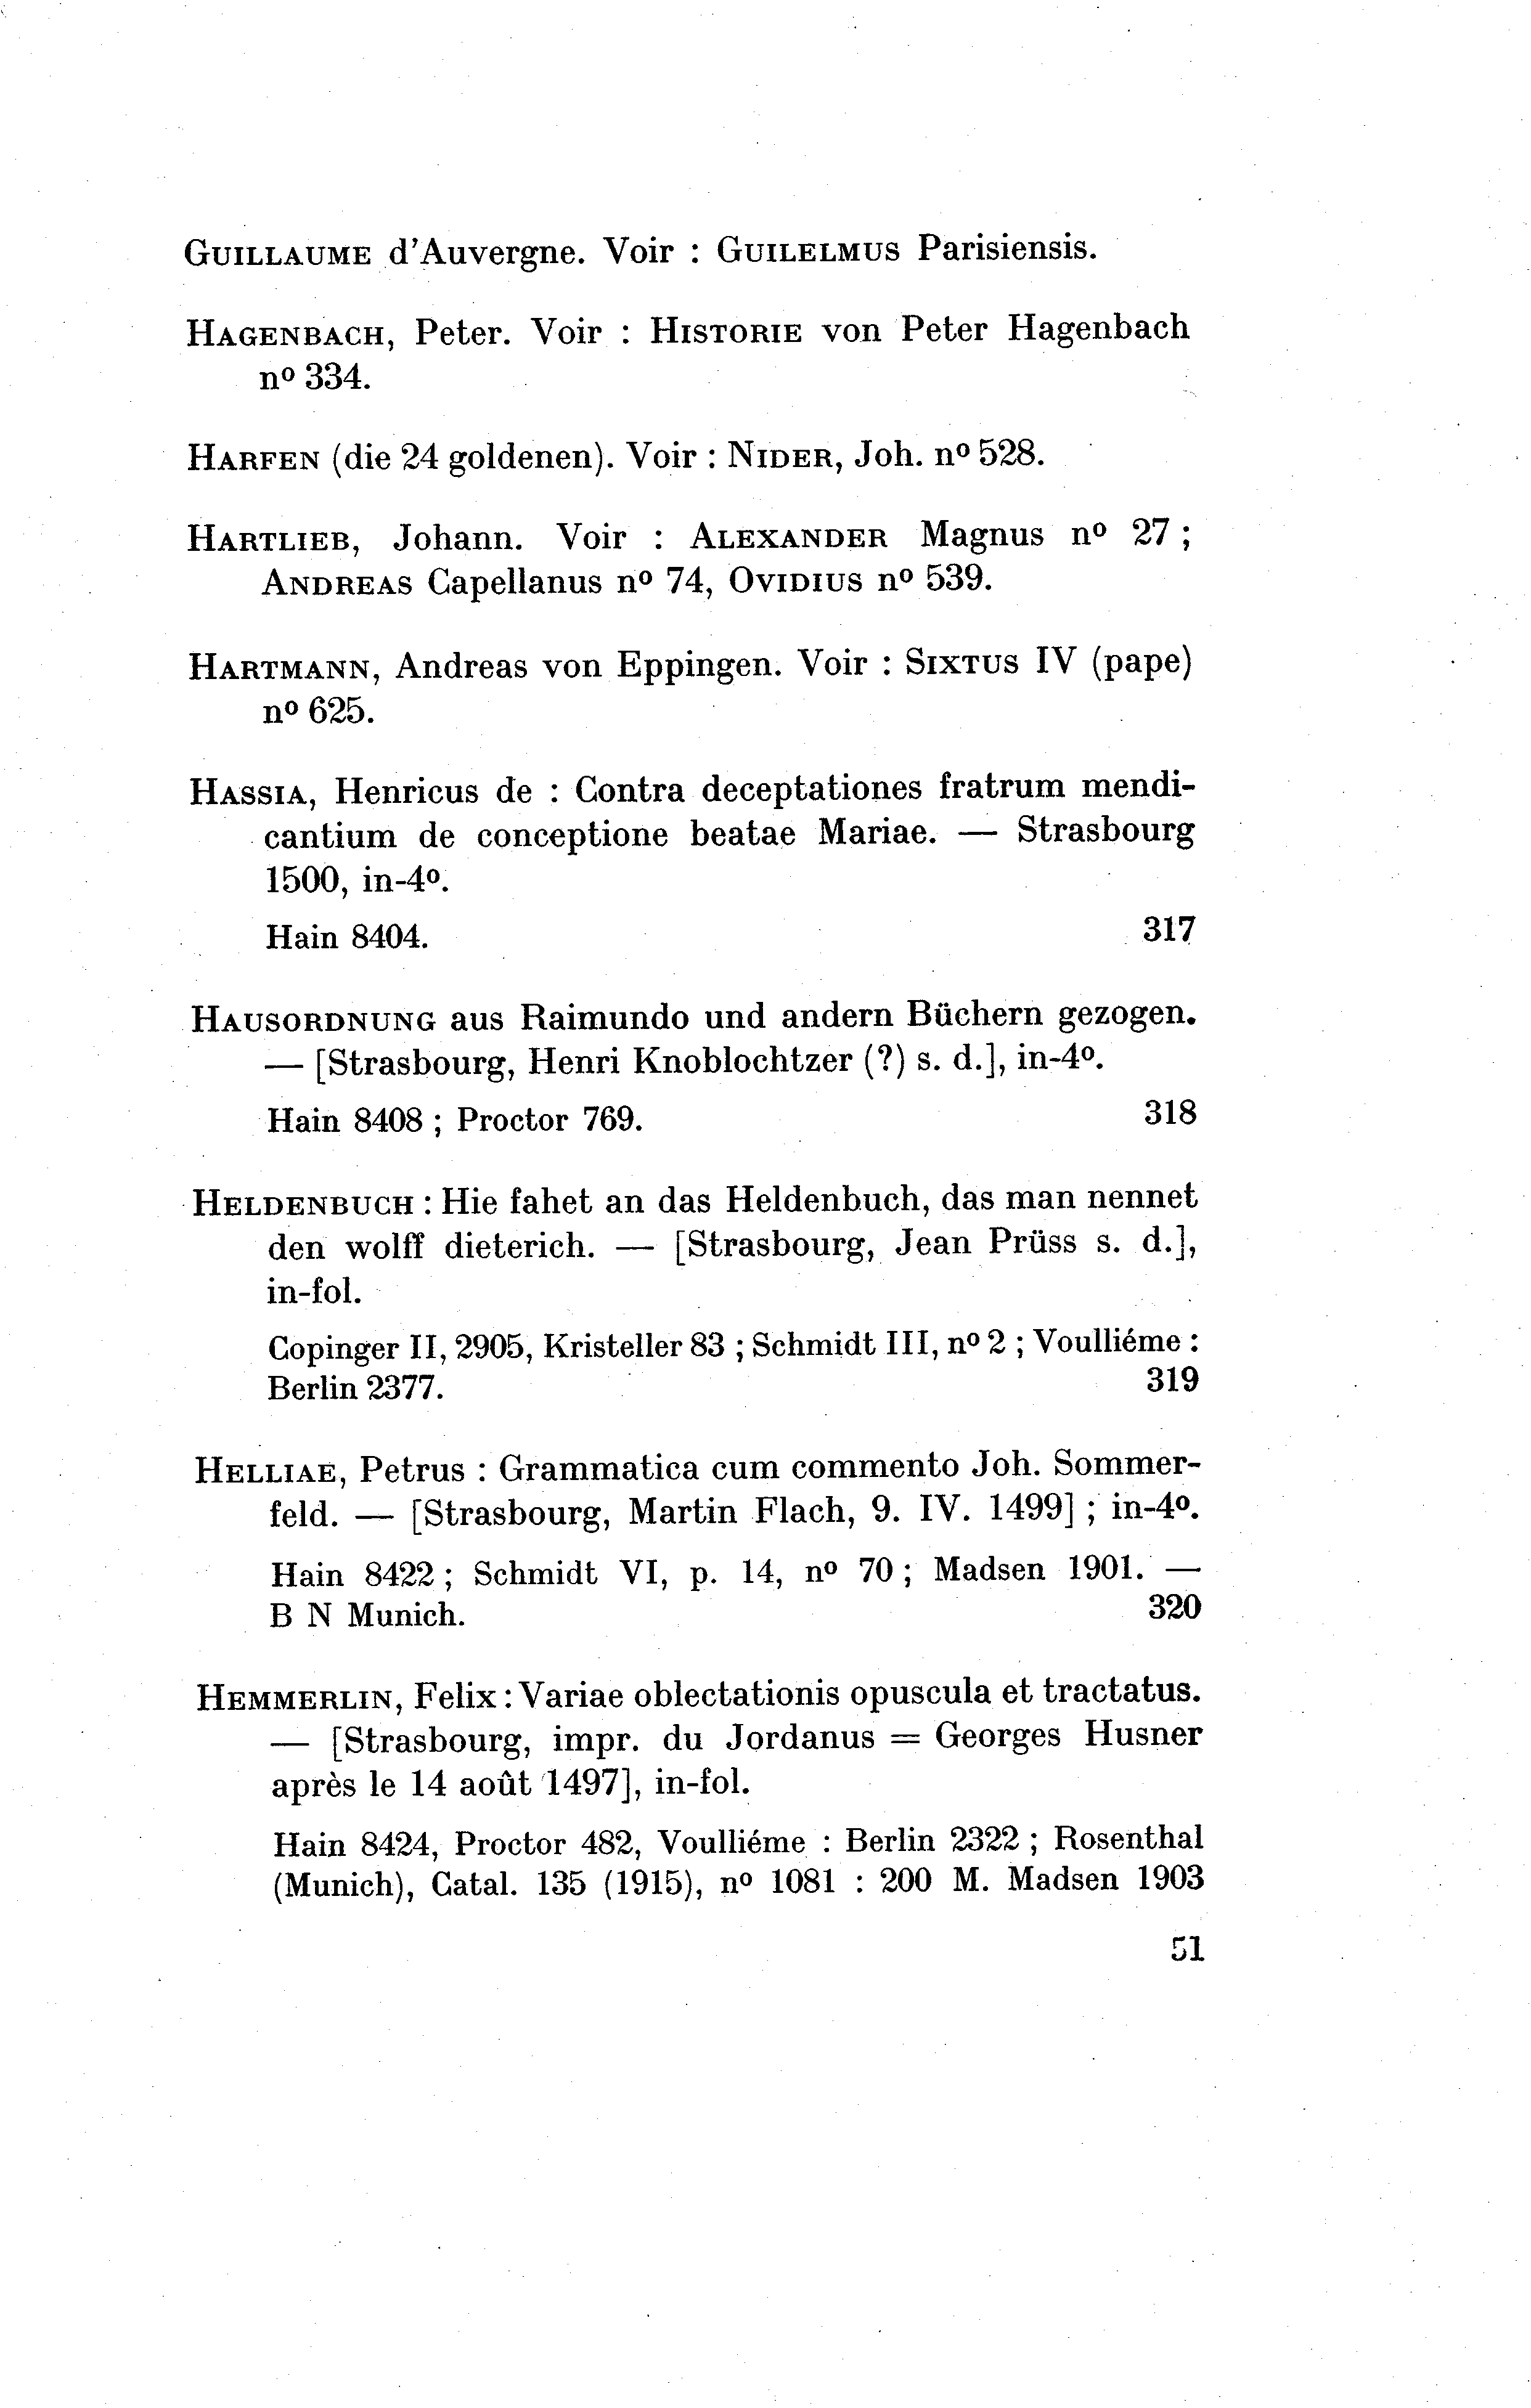 GUILLAUME d'Auvergne. Voir : GUILELMUS Parisiensis.
HAGENBACH, Peter. Voir : HISTORIE von Peter Hagenbach
nº 334.
HARFEN (die 24 goldenen). Voir : NIDER, Joh. nº 528.
HARTLIEB, Johann. Voir : ALEXANDER Magnus nº 27 ;
ANDREAS Capellanus nº 74, OVIDIUS nº 539.
HARTMANN, Andreas von Eppingen. Voir : SIXTUS IV (pape)
nº 625.
HASSIA, Henricus de : Contra deceptationes fratrum mendi-
cantium de conceptione beatae Mariae. — Strasbourg
1500, in-4º.
Hain 8404. 317
HAUSORDNUNG aus Raimundo und andern Büchern gezogen.
— [Strasbourg, Henri Knoblochtzer (?) s. d.], in-4º.
Hain 8408 ; Proctor 769. 318
HELDENBUCH : Hie fahet an das Heldenbuch, das man nennet
den wolff dieterich. — [Strasbourg, Jean Prüss s. d.],
in-fol.
Copinger II, 2905, Kristeller 83 ; Schmidt III, nº 2 ; Voulliéme :
Berlin 2377. 319
HELLIAE, Petrus : Grammatica cum commento Joh. Sommer-
feld. — [Strasbourg, Martin Flach, 9. IV. 1499] ; in-4º.
Hain 8422 ; Schmidt VI, p. 14, nº 70 ; Madsen 1901. —
B N Munich. 320
HEMMERLIN, Felix : Variae oblectationis opuscula et tractatus.
— [Strasbourg, impr. du Jordanus = Georges Husner
après le 14 août 1497], in-fol.
Hain 8424, Proctor 482, Voulliéme : Berlin 2322 ; Rosenthal
(Munich), Catal. 135 (1915), nº 1081 : 200 M. Madsen 1903
51